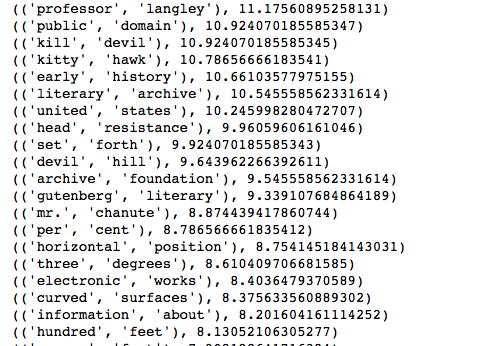 (('professor', 'langley'), 11.17560895258131)
(('public', 'domain'), 10.924070185585347)
(('kill', 'devil'), 10.924070185585345)
(('kitty', 'hawk'), 10.78656666183541)
(('early', 'history'), 10.66103577975155)
(('literary', 'archive'), 10.545558562331614)
(('united', 'states'), 10.245998280472707)
(('head', 'resistance'), 9.96059606161046)
(('set', 'forth'), 9.924070185585343)
(('devil', 'hill'), 9.643962266392611)
(('archive', 'foundation'), 9.545558562331614)
(('gutenberg', 'literary'), 9.339107684864189)
(('mr.', 'chanute'), 8.874439417860744)
(('per', 'cent'), 8.786566661835412)
(('horizontal', 'position'), 8.754145184143031)
(('three', 'degrees'), 8.610409706681585)
(('electronic', 'works'), 8.4036479370589)
(('curved', 'surfaces'), 8.375633560889302)
(('information', 'about'), 8.201604161114252)
(('hundred', 'feet'), 8.13052106305277)